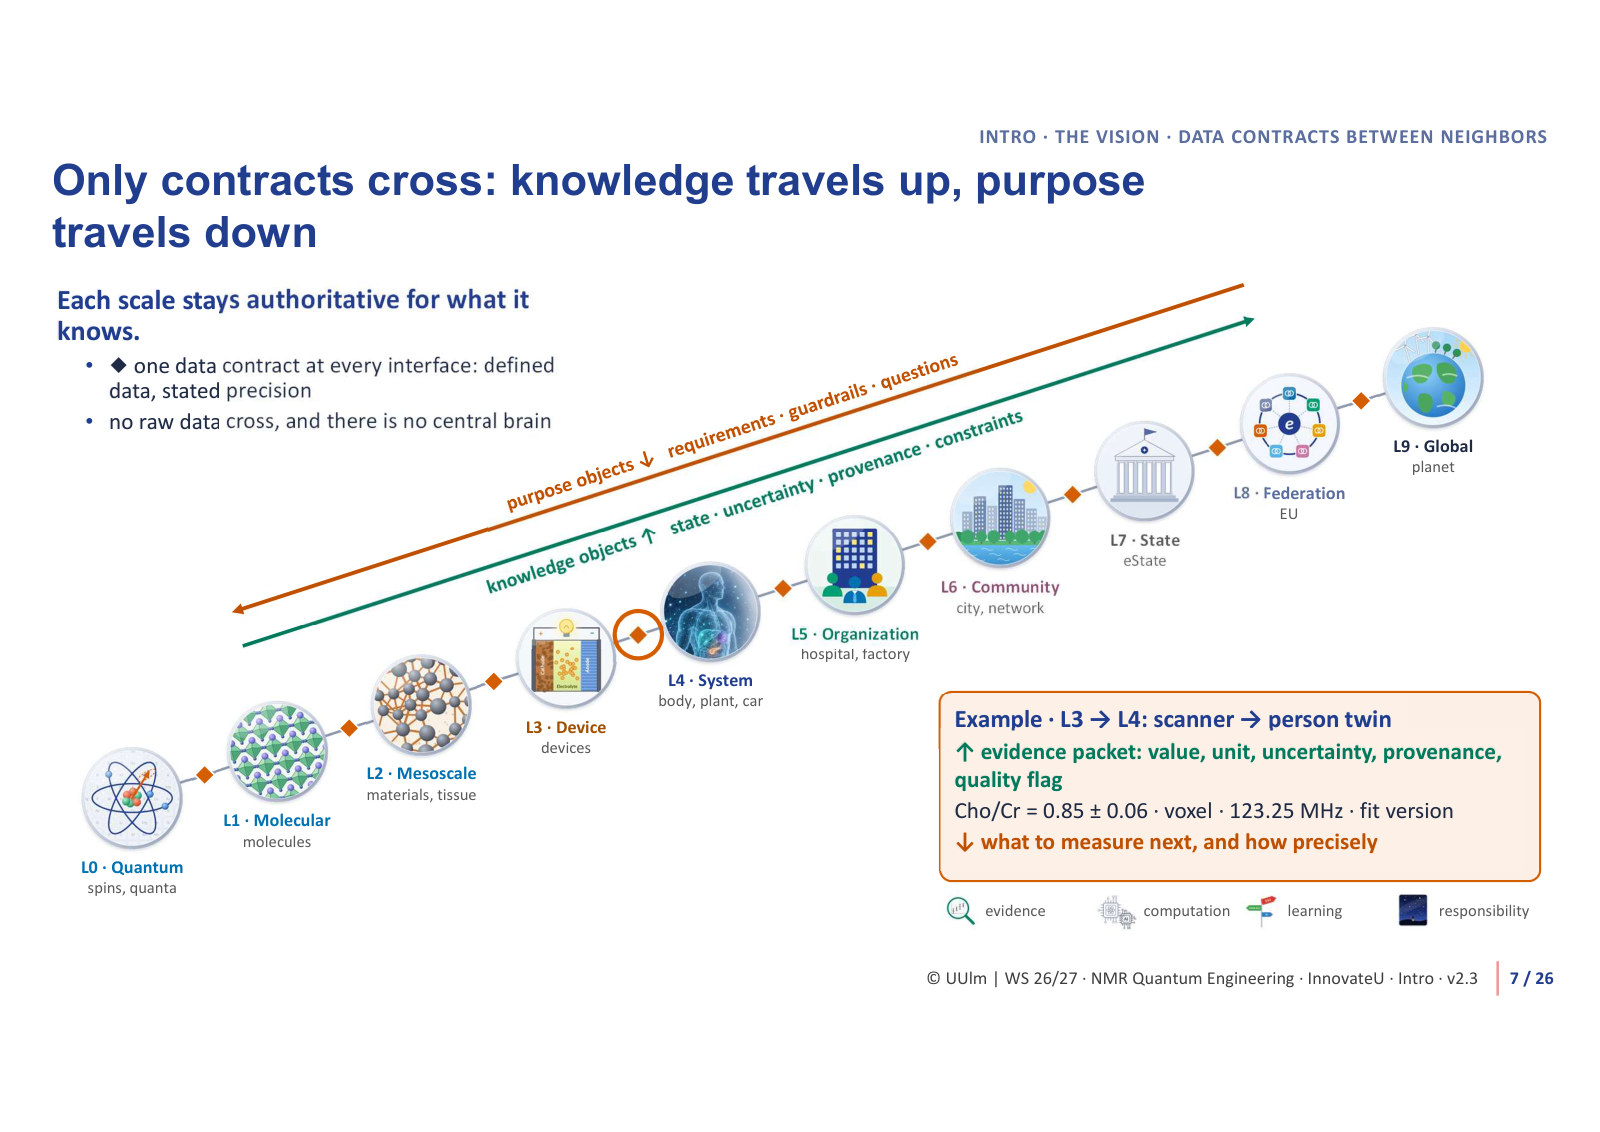 INTRO · THE VISION · DATA CONTRACTS BETWEEN NEIGHBORS
Only contracts cross: knowledge travels up, purpose
travels down
Each scale stays authoritative for what it
knows.
• ◆ one data contract at every interface: defined
data, stated precision
• no raw data cross, and there is no central brain
purpose objects ↓ requirements · guardrails · questions
knowledge objects ↑ state · uncertainty · provenance · constraints
L9 · Global
planet
L8 · Federation
EU
L7 · State
eState
L6 · Community
city, network
L5 · Organization
hospital, factory
L4 · System
body, plant, car
L3 · Device
devices
L2 · Mesoscale
materials, tissue
L1 · Molecular
molecules
L0 · Quantum
spins, quanta
Example · L3 → L4: scanner → person twin
↑ evidence packet: value, unit, uncertainty, provenance,
quality flag
Cho/Cr = 0.85 ± 0.06 · voxel · 123.25 MHz · fit version
↓ what to measure next, and how precisely
evidence computation learning responsibility
© UUlm | WS 26/27 · NMR Quantum Engineering · InnovateU · Intro · v2.3 7 / 26